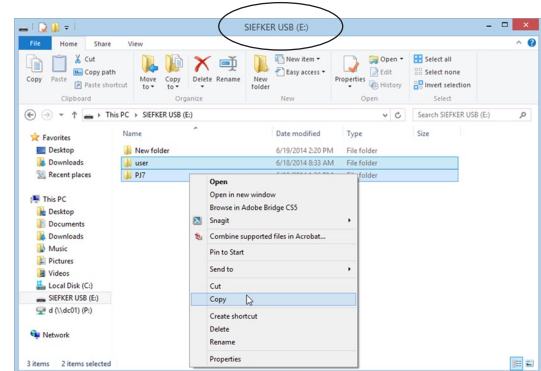 SIEFKER USB (E:)
File Home Share View
Copy
Paste
Cut
Copy path
Paste shortcut
Clipboard
Move to
Copy to
Delete
Rename
Organize
New folder
New item
Easy access
New
Properties
Open
Edit
History
Open
Select all
Select none
Invert selection
Select
This PC SIEFKER USB (E:)
Search SIEFKER USB (E:)
Favorites
Desktop
Downloads
Recent places
This PC
Desktop
Documents
Downloads
Music
Pictures
Videos
Local Disk (C:)
SIEFKER USB (E:)
d (\\dc01) (P:)
Network
Name Date modified Type Size
New folder 6/19/2014 2:20 PM File folder
user 6/18/2014 8:33 AM File folder
PJ7 folder
Open
Open in new window
Browse in Adobe Bridge CS5
Snagit
Combine supported files in Acrobat...
Pin to Start
Send to
Cut
Copy
Create shortcut
Delete
Rename
Properties
3 items 2 items selected